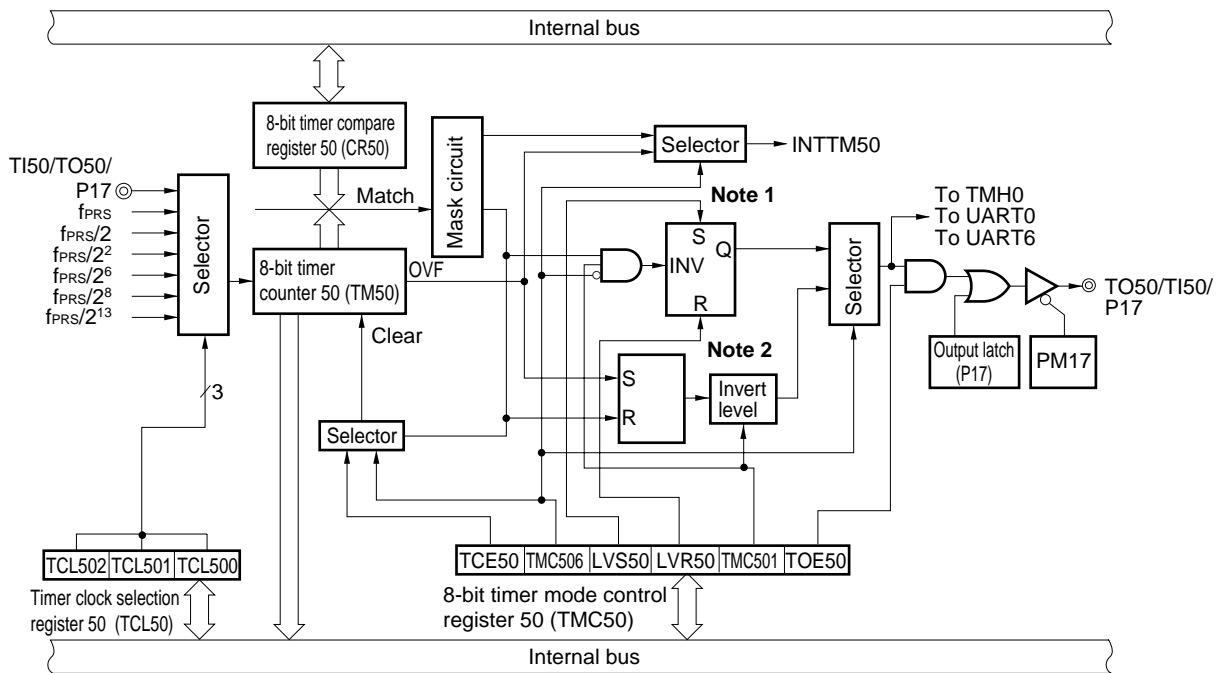 Internal bus
8-bit timer compare
register 50 (CR50)
Mask circuit
Selector
INTTM50
TI50/TO50/
P17
fPRS
fPRS/2
fPRS/2²
fPRS/2⁶
fPRS/2⁸
fPRS/2¹³
Selector
Match
8-bit timer
counter 50 (TM50)
OVF
Clear
Note 1
S
INV
Q
R
Note 2
S
R
Invert
level
Selector
To TMH0
To UART0
To UART6
TO50/TI50/
P17
Output latch
(P17)
PM17
3
Selector
TCL502 TCL501 TCL500
Timer clock selection
register 50 (TCL50)
TCE50 TMC506 LVS50 LVR50 TMC501 TOE50
8-bit timer mode control
register 50 (TMC50)
Internal bus